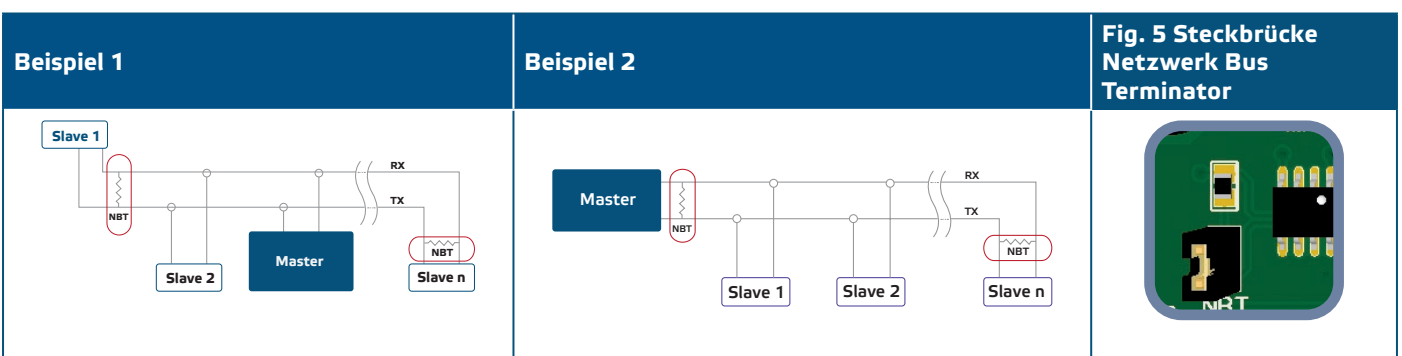 Beispiel 1
Beispiel 2
Fig. 5 Steckbrücke
Netzwerk Bus
Terminator
Slave 1
NBT
RX
TX
Slave 2
Master
NBT
Slave n
Master
NBT
RX
TX
Slave 1
Slave 2
NBT
Slave n
NBT